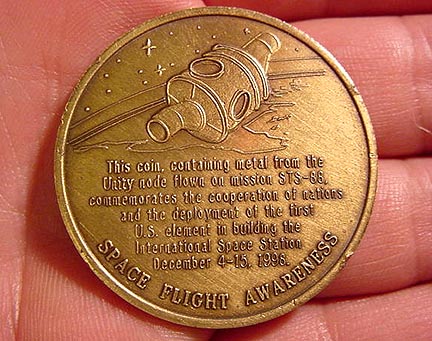 This coin, containing metal from the
Unity node flown on mission STS-88,
commemorates the cooperation of nations
and the deployment of the first
U.S. element in building the
International Space Station
December 4-15, 1998.
SPACE FLIGHT AWARENESS